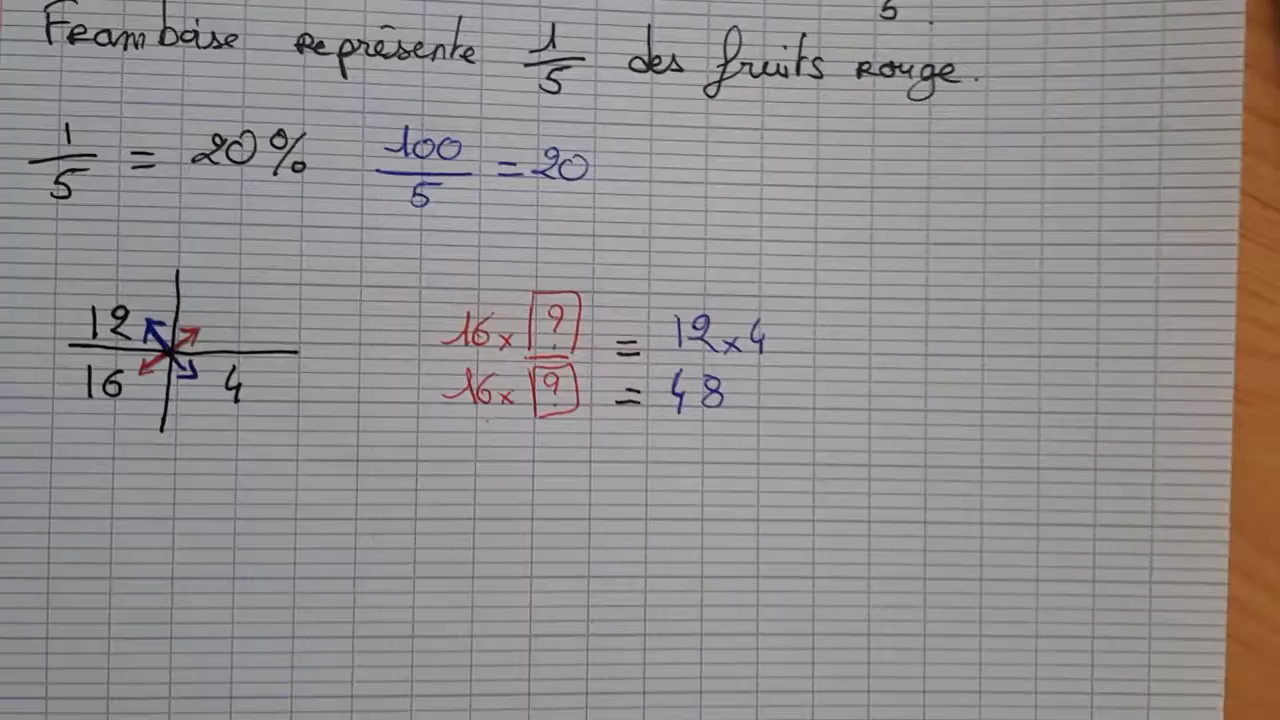 5.
Framboise représente 1/5 des fruits rouge.
1/5 = 20% 100/5 = 20
12
16 4
16 x ? = 12 x 4
16 x ? = 48